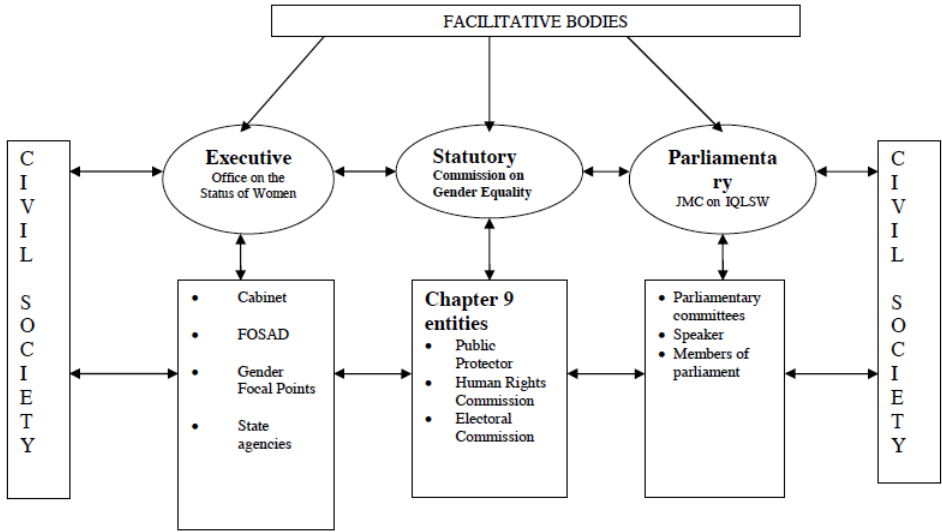 FACILITATIVE BODIES
C
I
V
I
L
S
O
C
I
E
T
Y
Executive
Office on the
Status of Women
Statutory
Commission on
Gender Equality
Parliamenta
ry
JMC on IQLSW
C
I
V
I
L
S
O
C
I
E
T
Y
• Cabinet
• FOSAD
• Gender
Focal Points
• State
agencies
Chapter 9
entities
• Public
Protector
• Human Rights
Commission
• Electoral
Commission
• Parliamentary
committees
• Speaker
• Members of
parliament